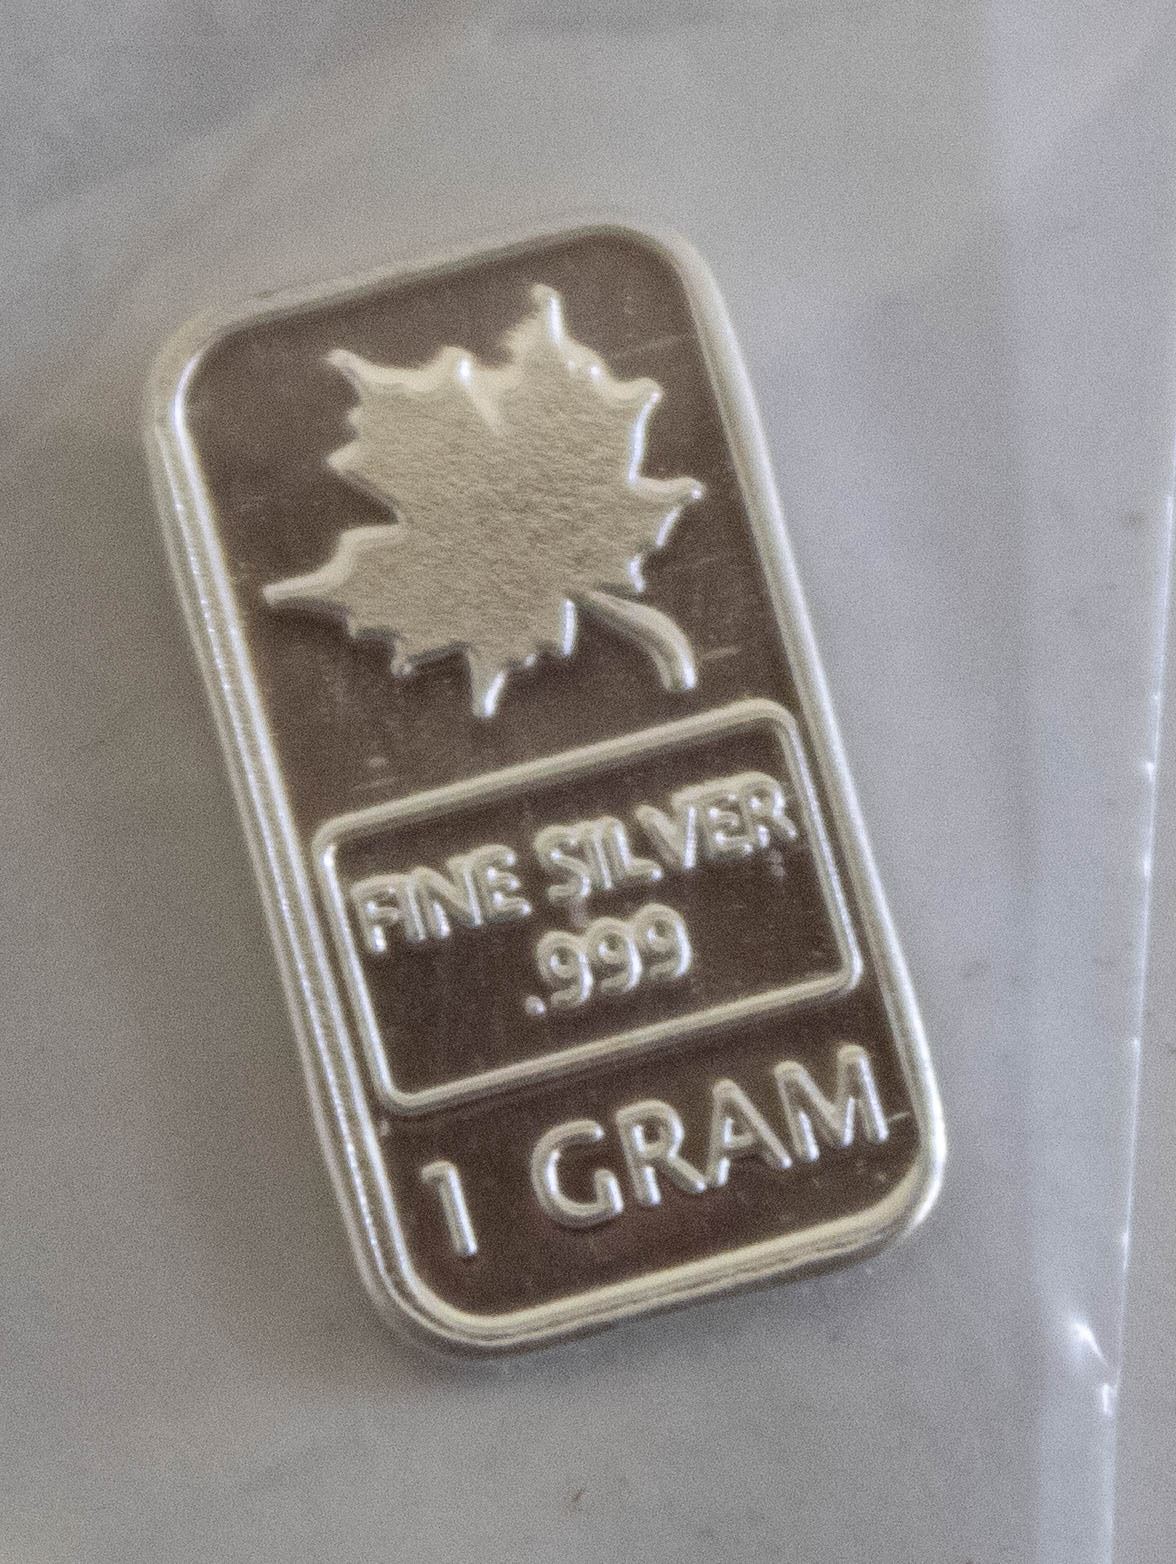 FINE SILVER
.999
1 GRAM